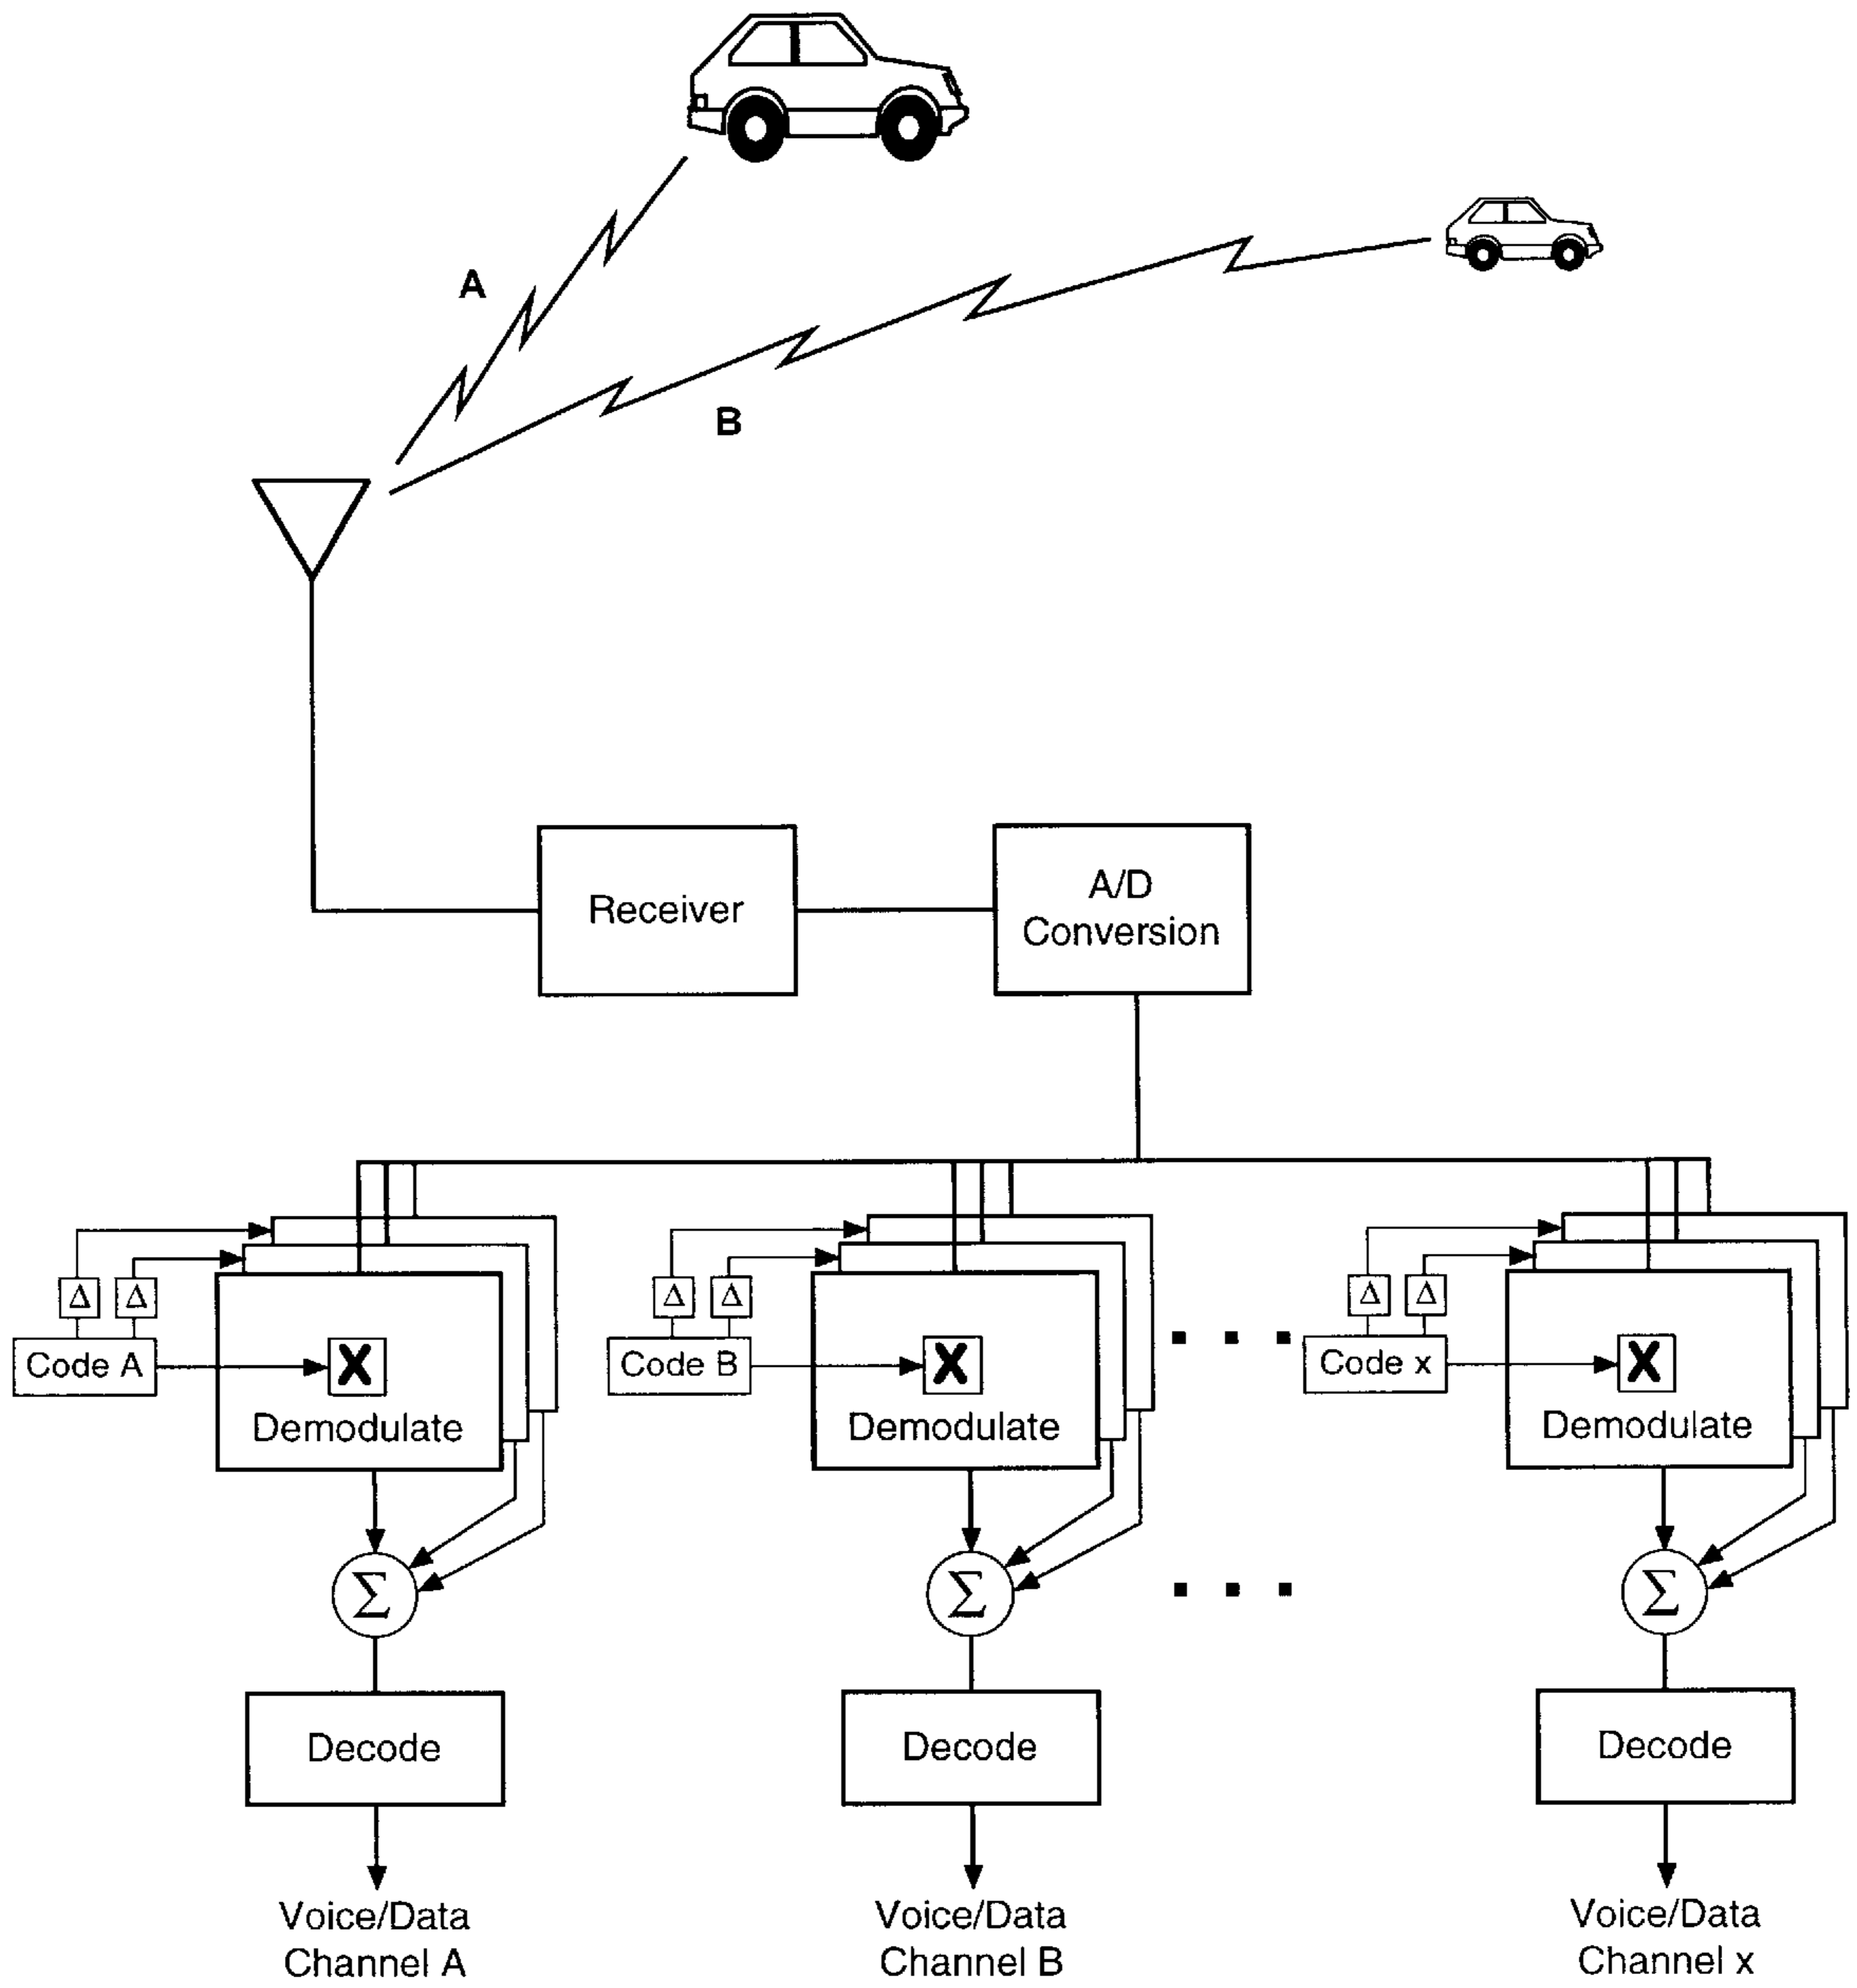 A
B
Receiver
A/D
Conversion
Δ Δ
Δ Δ
Δ Δ
Code A
X
Demodulate
Code B
X
Demodulate
. . .
Code x
X
Demodulate
Σ
Σ
. . .
Σ
Decode
Decode
Decode
Voice/Data
Channel A
Voice/Data
Channel B
Voice/Data
Channel x